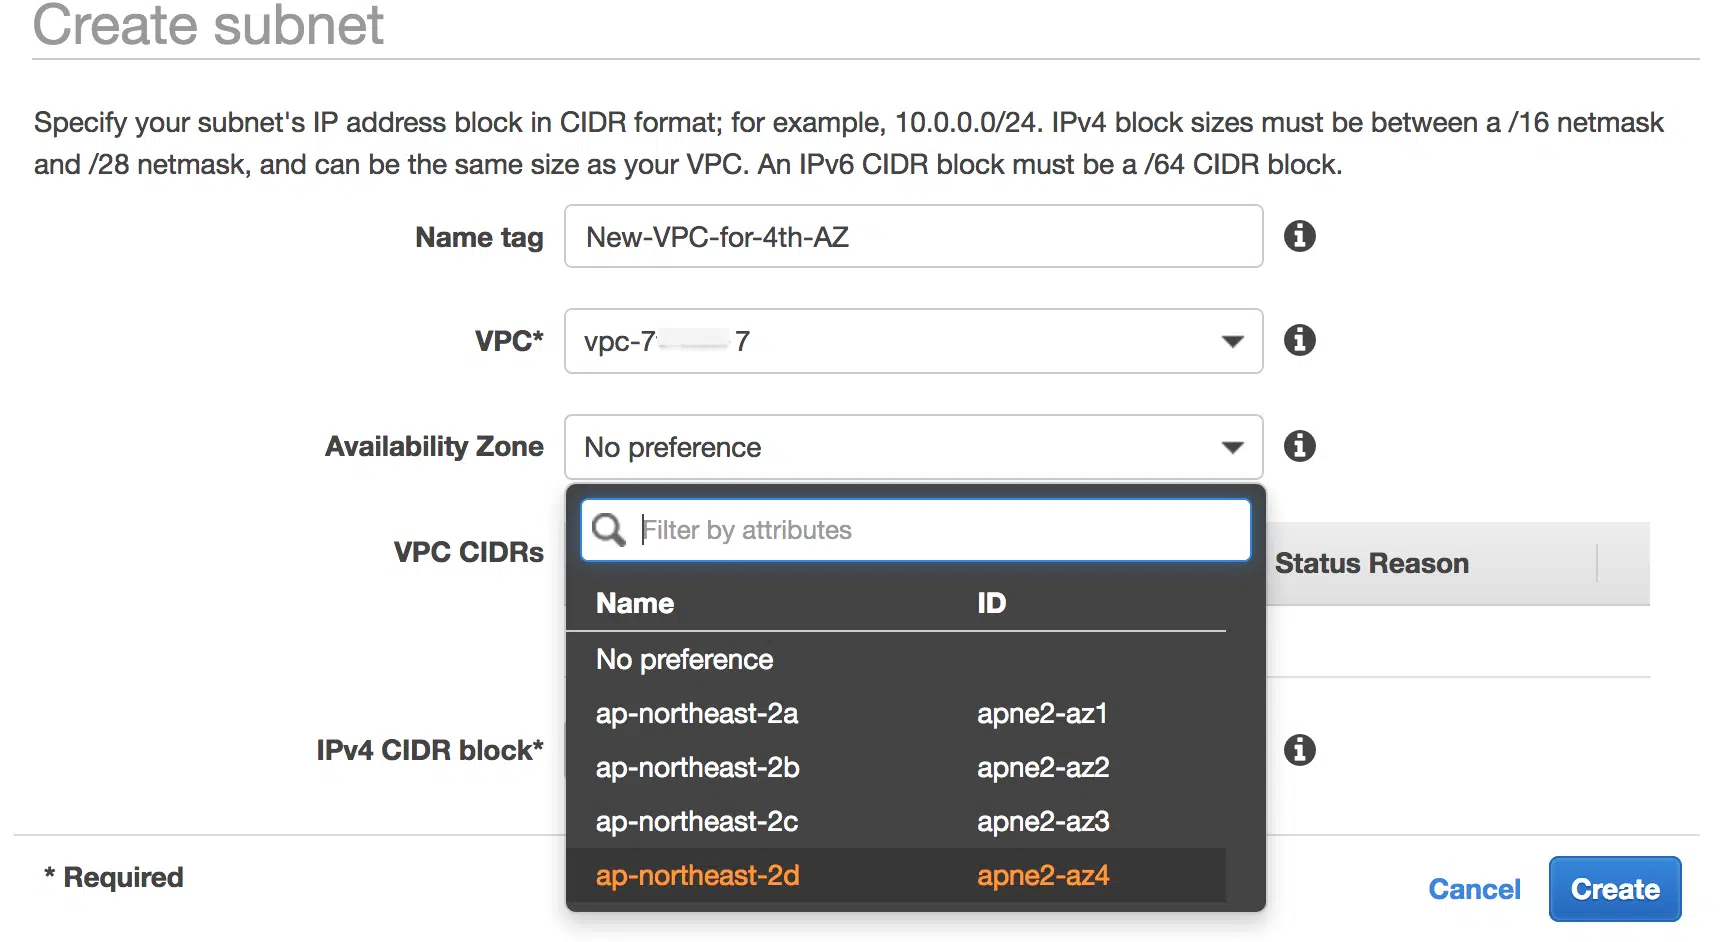 Create subnet
Specify your subnet's IP address block in CIDR format; for example, 10.0.0.0/24. IPv4 block sizes must be between a /16 netmask
and /28 netmask, and can be the same size as your VPC. An IPv6 CIDR block must be a /64 CIDR block.
Name tag New-VPC-for-4th-AZ
VPC* vpc-7 7
Availability Zone No preference
Filter by attributes
VPC CIDRs Status Reason
Name ID
No preference
ap-northeast-2a apne2-az1
IPv4 CIDR block* ap-northeast-2b apne2-az2
ap-northeast-2c apne2-az3
* Required ap-northeast-2d apne2-az4
Cancel Create